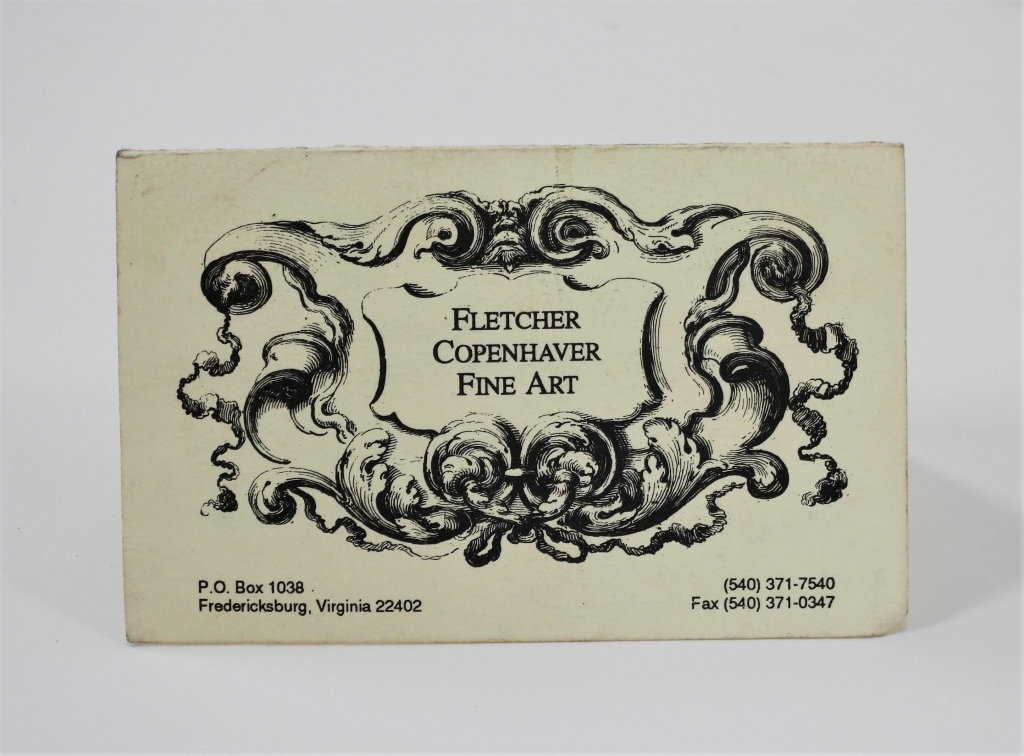 FLETCHER
COPENHAVER
FINE ART
P.O. Box 1038
Fredericksburg, Virginia 22402
(540) 371-7540
Fax (540) 371-0347